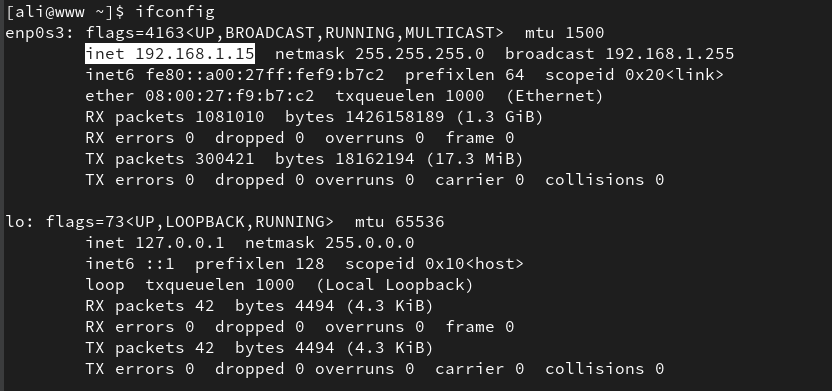 [ali@www ~]$ ifconfig
enp0s3: flags=4163<UP,BROADCAST,RUNNING,MULTICAST>  mtu 1500
        inet 192.168.1.15  netmask 255.255.255.0  broadcast 192.168.1.255
        inet6 fe80::a00:27ff:fef9:b7c2  prefixlen 64  scopeid 0x20<link>
        ether 08:00:27:f9:b7:c2  txqueuelen 1000  (Ethernet)
        RX packets 1081010  bytes 1426158189 (1.3 GiB)
        RX errors 0  dropped 0  overruns 0  frame 0
        TX packets 300421  bytes 18162194 (17.3 MiB)
        TX errors 0  dropped 0 overruns 0  carrier 0  collisions 0

lo: flags=73<UP,LOOPBACK,RUNNING>  mtu 65536
        inet 127.0.0.1  netmask 255.0.0.0
        inet6 ::1  prefixlen 128  scopeid 0x10<host>
        loop  txqueuelen 1000  (Local Loopback)
        RX packets 42  bytes 4494 (4.3 KiB)
        RX errors 0  dropped 0  overruns 0  frame 0
        TX packets 42  bytes 4494 (4.3 KiB)
        TX errors 0  dropped 0 overruns 0  carrier 0  collisions 0